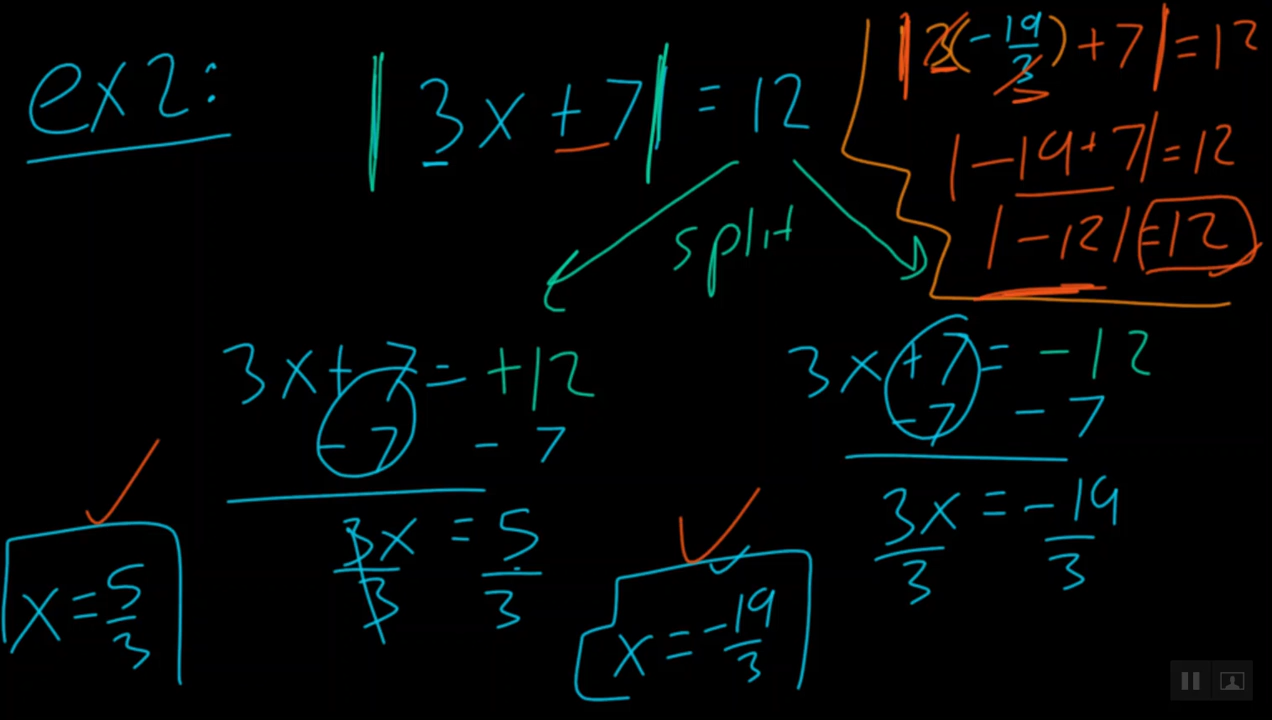 ex2:
|3x + 7| = 12
split
3x + 7 = +12
- 7 - 7
3x = 5
3 3
x = 5/3
3x + 7 = -12
- 7 - 7
3x = -19
3 3
x = -19/3
|3(-19/3) + 7| = 12
|-19 + 7| = 12
|-12| = 12